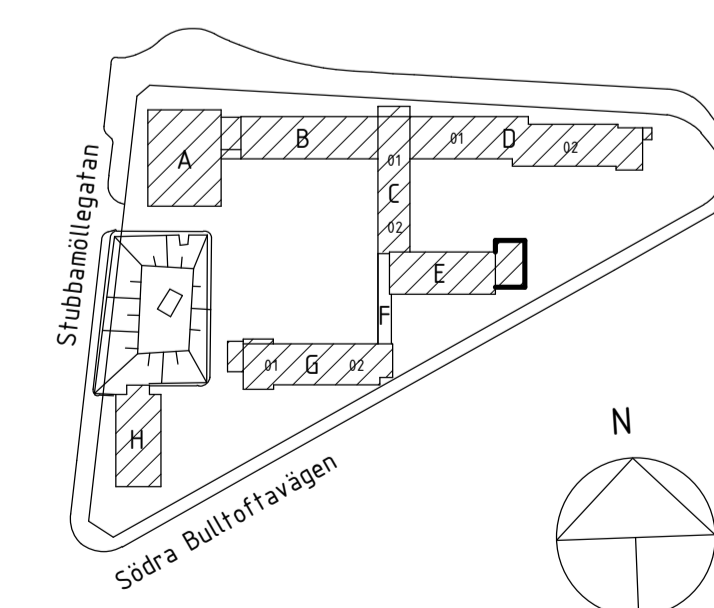 A
B
01
D
02
01
C
02
Stubbamöllegatan
E
F
01
G
02
H
N
Södra Bulltoftavägen